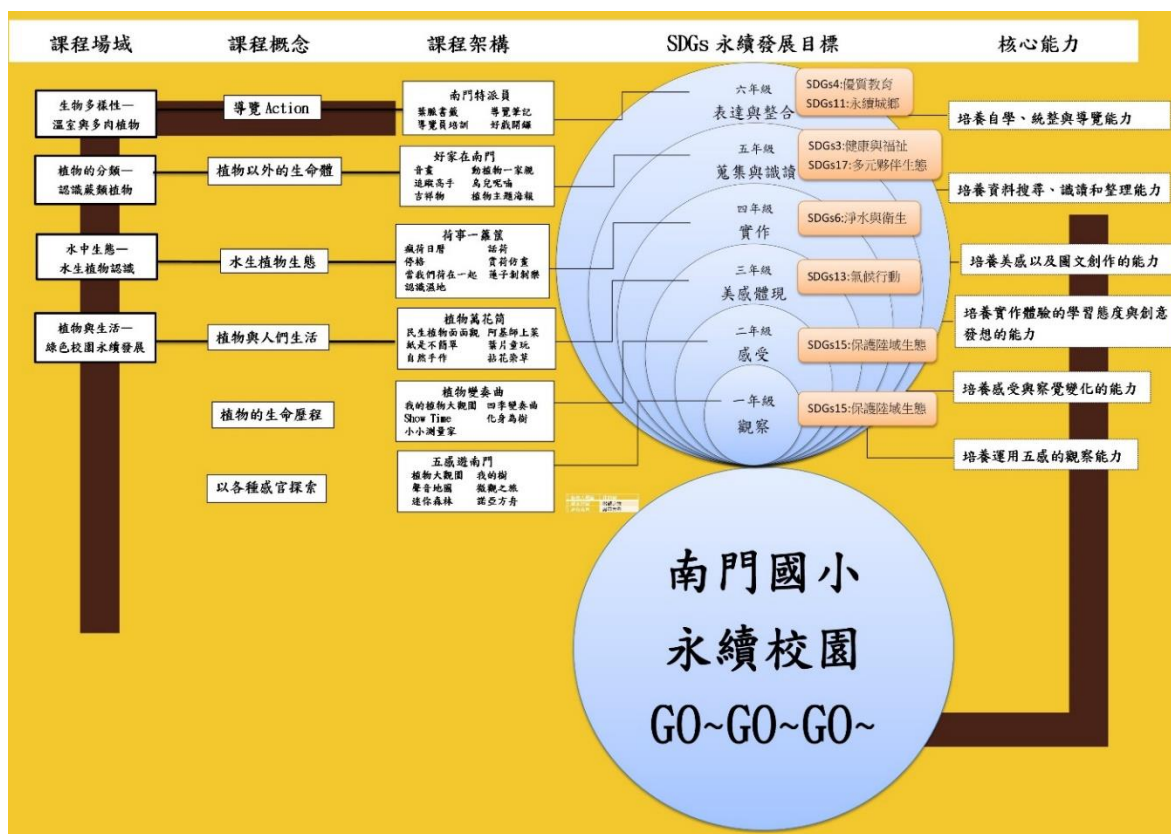 課程場域
課程概念
課程架構
SDGs 永續發展目標
核心能力
生物多樣性—
溫室與多肉植物
植物的分類—
認識蕨類植物
水中生態—
水生植物認識
植物與生活—
綠色校園永續發展
導覽 Action
植物以外的生命體
水生植物生態
植物與人們生活
植物的生命歷程
以各種感官探索
南門特派員
葉脈書籤 導覽筆記
導覽員培訓 好戲開鑼
好家在南門
音畫 動植物一家親
追蹤高手 鳥兒呢喃
吉祥物 植物主題海報
荷事一籮筐
瘋荷日曆 話荷
停格 賞荷仿畫
當我們荷在一起 蓮子剝剝樂
認識濕地
植物萬花筒
民生植物面面觀 阿基師上菜
紙是不簡單 葉片童玩
自然手作 拈花染草
植物變奏曲
我的植物大觀園 四季變奏曲
Show Time 化身為樹
小小測量家
五感遊南門
植物大觀園 我的樹
聲音地圖 微觀之旅
迷你森林 諾亞方舟
六年級
表達與整合
五年級
蒐集與識讀
四年級
實作
三年級
美感體現
二年級
感受
一年級
觀察
SDGs4:優質教育
SDGs11:永續城鄉
SDGs3:健康與福祉
SDGs17:多元夥伴生態
SDGs6:淨水與衛生
SDGs13:氣候行動
SDGs15:保護陸域生態
SDGs15:保護陸域生態
培養自學、統整與導覽能力
培養資料搜尋、識讀和整理能力
培養美感以及圖文創作的能力
培養實作體驗的學習態度與創意
發想的能力
培養感受與察覺變化的能力
培養運用五感的觀察能力
南門國小
永續校園
GO~GO~GO~